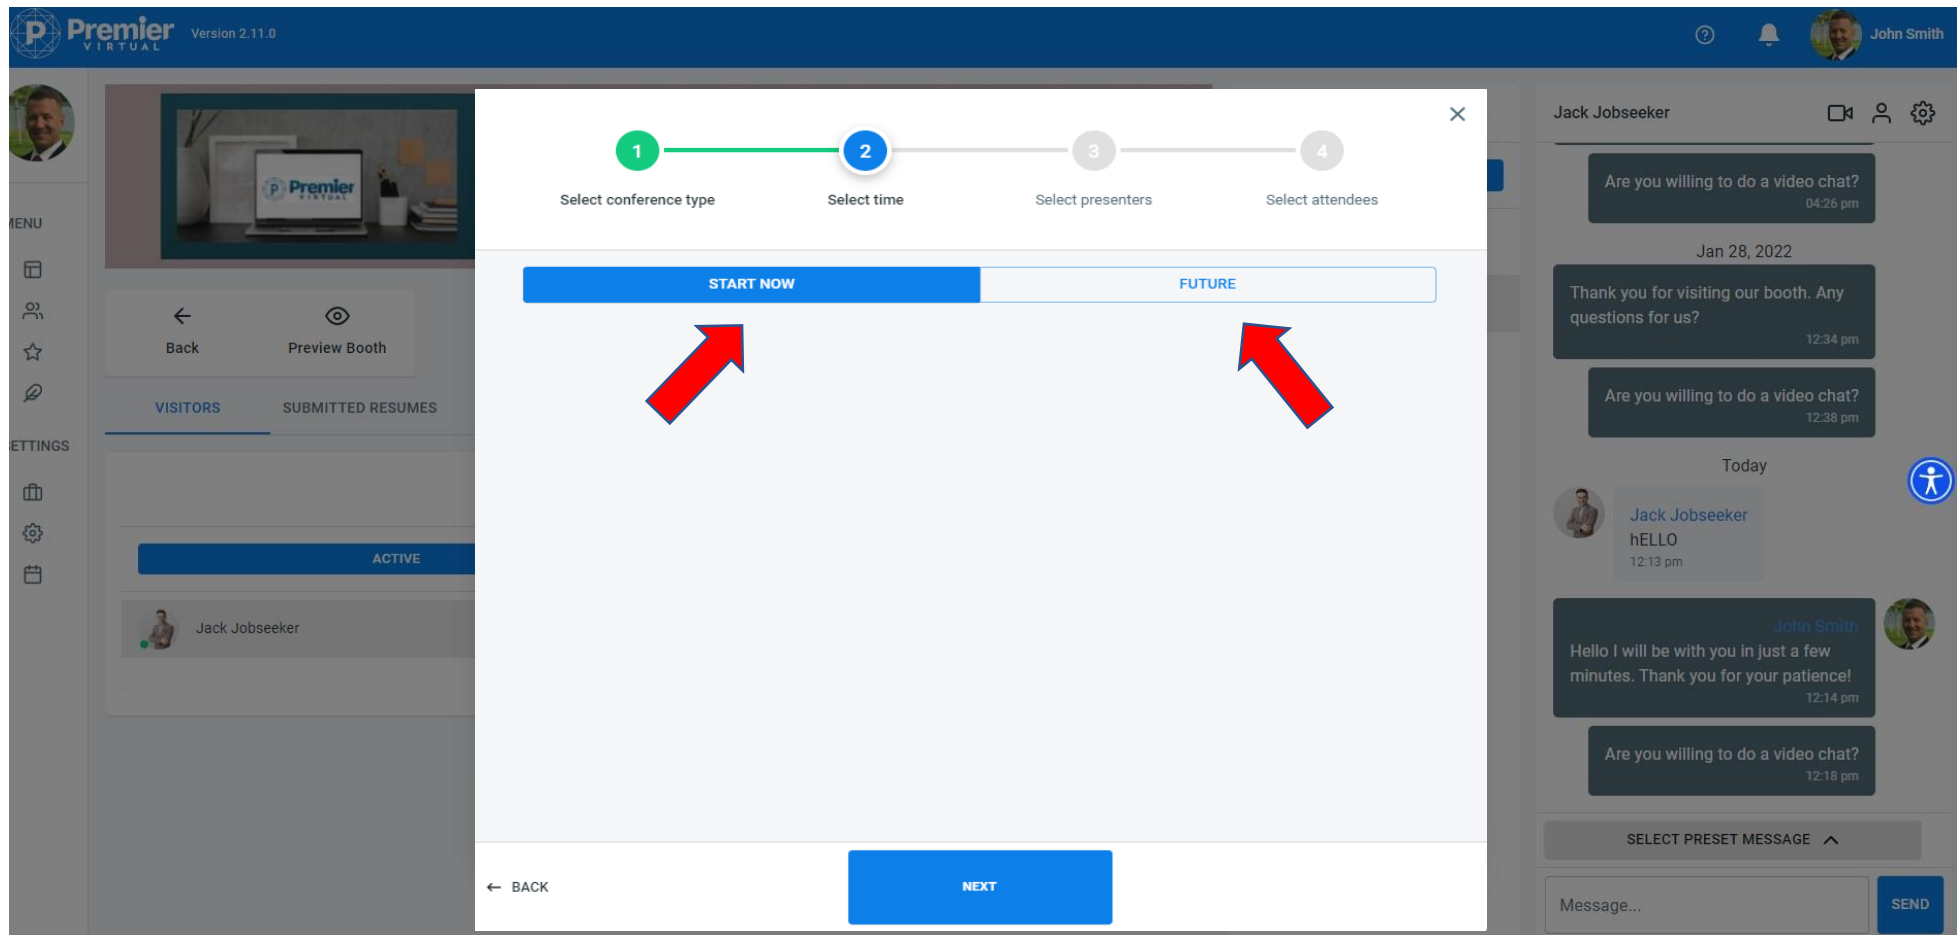 Premier
VIRTUAL
Version 2.11.0
John Smith
MENU
SETTINGS
Premier
VIRTUAL
Back
Preview Booth
VISITORS
SUBMITTED RESUMES
ACTIVE
Jack Jobseeker
1
2
3
4
Select conference type
Select time
Select presenters
Select attendees
START NOW
FUTURE
BACK
NEXT
Jack Jobseeker
Are you willing to do a video chat?
04:26 pm
Jan 28, 2022
Thank you for visiting our booth. Any
questions for us?
12:34 pm
Are you willing to do a video chat?
12:38 pm
Today
Jack Jobseeker
hELLO
12:13 pm
John Smith
Hello I will be with you in just a few
minutes. Thank you for your patience!
12:14 pm
Are you willing to do a video chat?
12:18 pm
SELECT PRESET MESSAGE
Message...
SEND